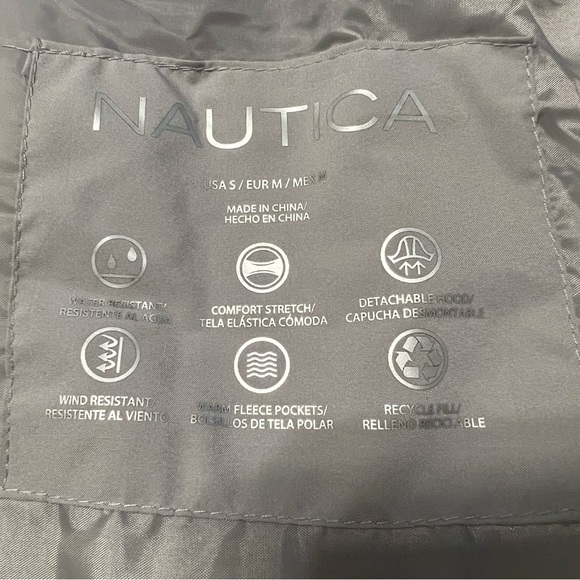 NAUTICA
USA S / EUR M / MEX M
MADE IN CHINA/
HECHO EN CHINA
WATER RESISTANT/
RESISTENTE AL AGUA
COMFORT STRETCH/
TELA ELÁSTICA CÓMODA
DETACHABLE HOOD/
CAPUCHA DESMONTABLE
WIND RESISTANT/
RESISTENTE AL VIENTO
WARM FLEECE POCKETS/
BOLSILLOS DE TELA POLAR
RECYCLE FILL/
RELLENO RECICLABLE